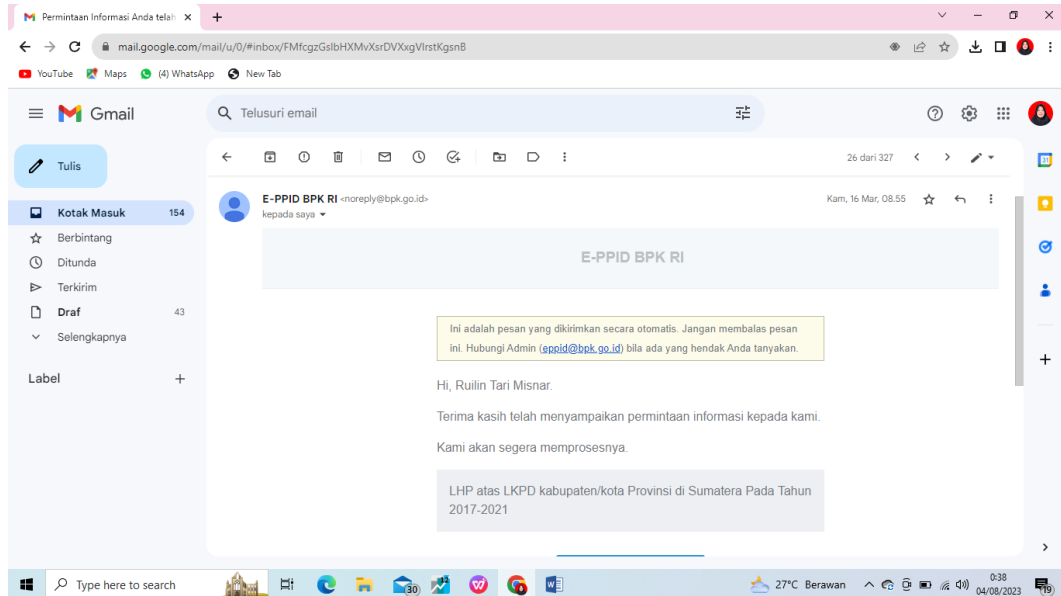 Permintaan Informasi Anda telah
mail.google.com/mail/u/0/#inbox/FMfcgzGslbHXMvXsrDVXxgVlrstKgsnB
YouTube Maps (4) WhatsApp New Tab
Gmail
Telusuri email
Tulis
26 dari 327
31
Kotak Masuk 154
Berbintang
Ditunda
Terkirim
Draf 43
Selengkapnya
Label
E-PPID BPK RI <noreply@bpk.go.id>
Kam, 16 Mar, 08.55
kepada saya
E-PPID BPK RI
Ini adalah pesan yang dikirimkan secara otomatis. Jangan membalas pesan
ini. Hubungi Admin (eppid@bpk.go.id) bila ada yang hendak Anda tanyakan.
Hi, Ruilin Tari Misnar.
Terima kasih telah menyampaikan permintaan informasi kepada kami.
Kami akan segera memprosesnya.
LHP atas LKPD kabupaten/kota Provinsi di Sumatera Pada Tahun
2017-2021
Type here to search
30
12
27°C Berawan
0:38
04/08/2023
19